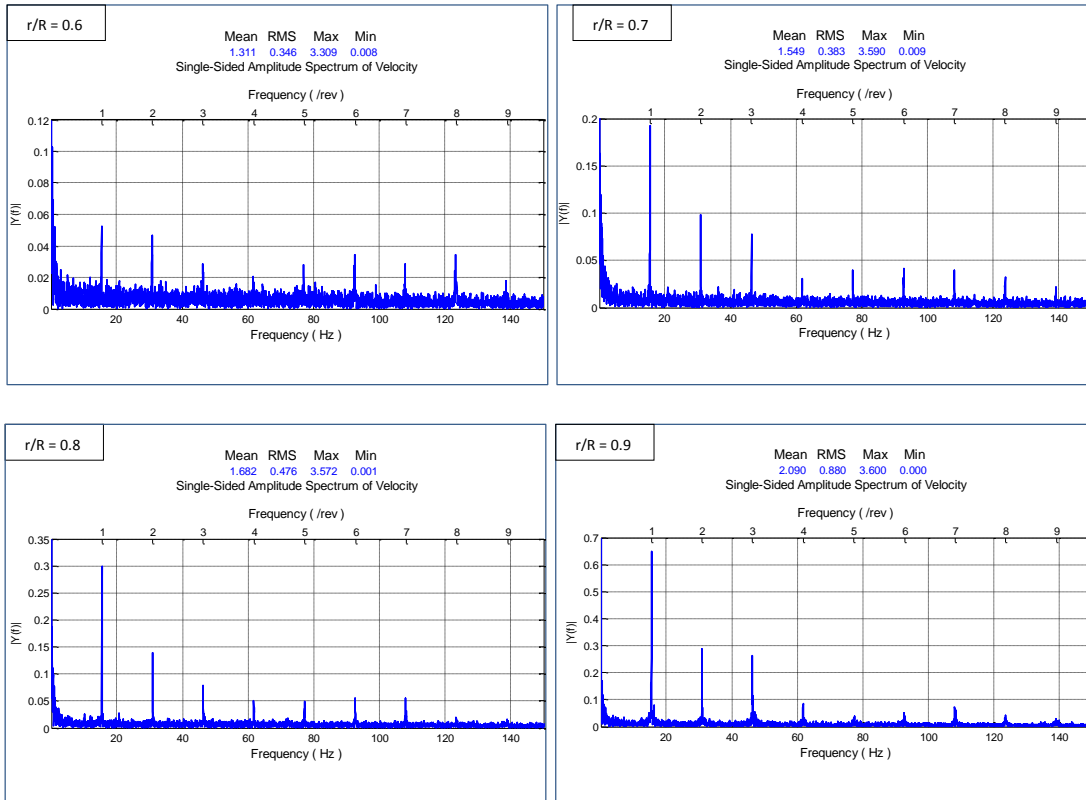 r/R = 0.6
Mean RMS Max Min
1.311 0.346 3.309 0.008
Single-Sided Amplitude Spectrum of Velocity
Frequency ( /rev )
1 2 3 4 5 6 7 8 9
0.12
0.1
0.08
0.06
0.04
0.02
0
|Y(f)|
20 40 60 80 100 120 140
Frequency ( Hz )
r/R = 0.7
Mean RMS Max Min
1.549 0.383 3.590 0.009
Single-Sided Amplitude Spectrum of Velocity
Frequency ( /rev )
1 2 3 4 5 6 7 8 9
0.2
0.15
0.1
0.05
0
|Y(f)|
20 40 60 80 100 120 140
Frequency ( Hz )
r/R = 0.8
Mean RMS Max Min
1.682 0.476 3.572 0.001
Single-Sided Amplitude Spectrum of Velocity
Frequency ( /rev )
1 2 3 4 5 6 7 8 9
0.35
0.3
0.25
0.2
0.15
0.1
0.05
0
|Y(f)|
20 40 60 80 100 120 140
Frequency ( Hz )
r/R = 0.9
Mean RMS Max Min
2.090 0.880 3.600 0.000
Single-Sided Amplitude Spectrum of Velocity
Frequency ( /rev )
1 2 3 4 5 6 7 8 9
0.7
0.6
0.5
0.4
0.3
0.2
0.1
0
|Y(f)|
20 40 60 80 100 120 140
Frequency ( Hz )